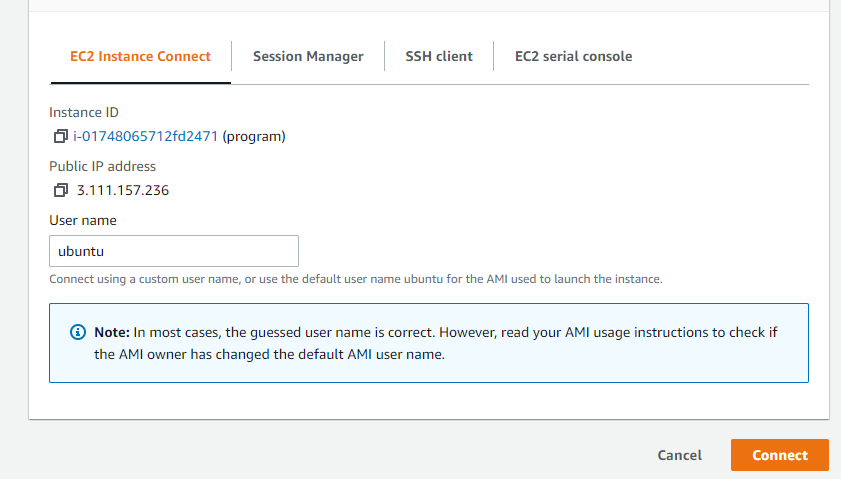 EC2 Instance Connect
Session Manager
SSH client
EC2 serial console
Instance ID
i-01748065712fd2471 (program)
Public IP address
3.111.157.236
User name
ubuntu
Connect using a custom user name, or use the default user name ubuntu for the AMI used to launch the instance.
Note: In most cases, the guessed user name is correct. However, read your AMI usage instructions to check if
the AMI owner has changed the default AMI user name.
Cancel
Connect